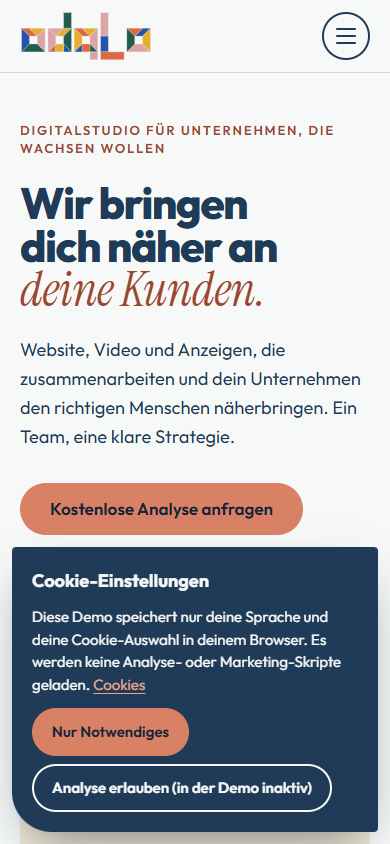 adaLa
DIGITALSTUDIO FÜR UNTERNEHMEN, DIE
WACHSEN WOLLEN
Wir bringen
dich näher an
deine Kunden.
Website, Video und Anzeigen, die
zusammenarbeiten und dein Unternehmen
den richtigen Menschen näherbringen. Ein
Team, eine klare Strategie.
Kostenlose Analyse anfragen
Cookie-Einstellungen
Diese Demo speichert nur deine Sprache und
deine Cookie-Auswahl in deinem Browser. Es
werden keine Analyse- oder Marketing-Skripte
geladen. Cookies
Nur Notwendiges
Analyse erlauben (in der Demo inaktiv)